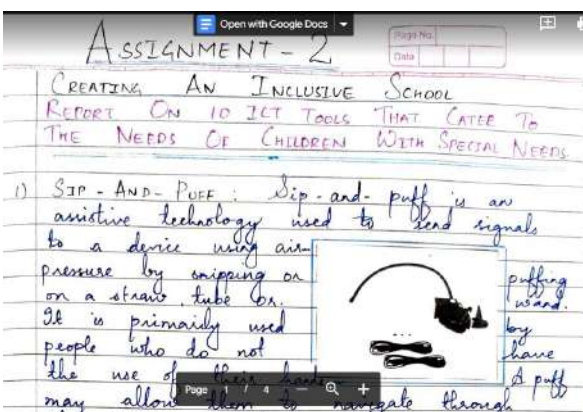 Open with Google Docs
ASSIGNMENT - 2
Page No.
Date
CREATING AN INCLUSIVE SCHOOL
REPORT ON 10 ICT TOOLS THAT CATER TO
THE NEEDS OF CHILDREN WITH SPECIAL NEEDS
1) SIP - AND - PUFF : Sip-and-puff is an
assistive technology used to send signals
to a device using air-
pressure by snipping or puffing
on a straw, tube or wand.
It is primarily used by
people who do not have
the use of their hands. A puff
Page / 4
may allow them to navigate through